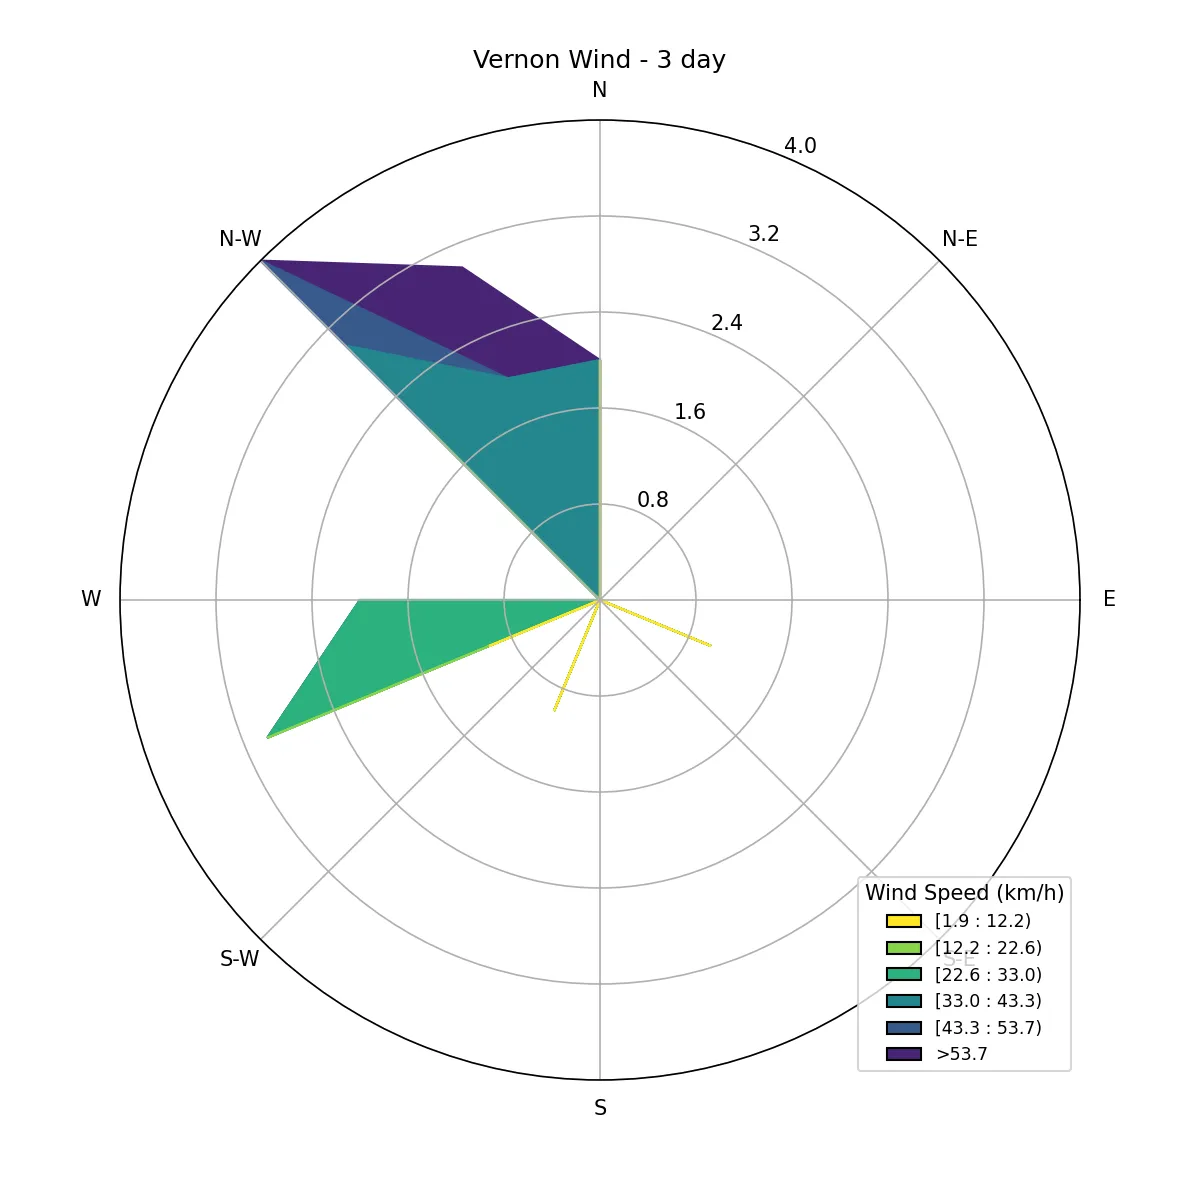 Vernon Wind - 3 day
N
4.0
N-W
3.2
N-E
2.4
1.6
0.8
W
E
S-W
S-E
S
Wind Speed (km/h)
[1.9 : 12.2)
[12.2 : 22.6)
[22.6 : 33.0)
[33.0 : 43.3)
[43.3 : 53.7)
>53.7